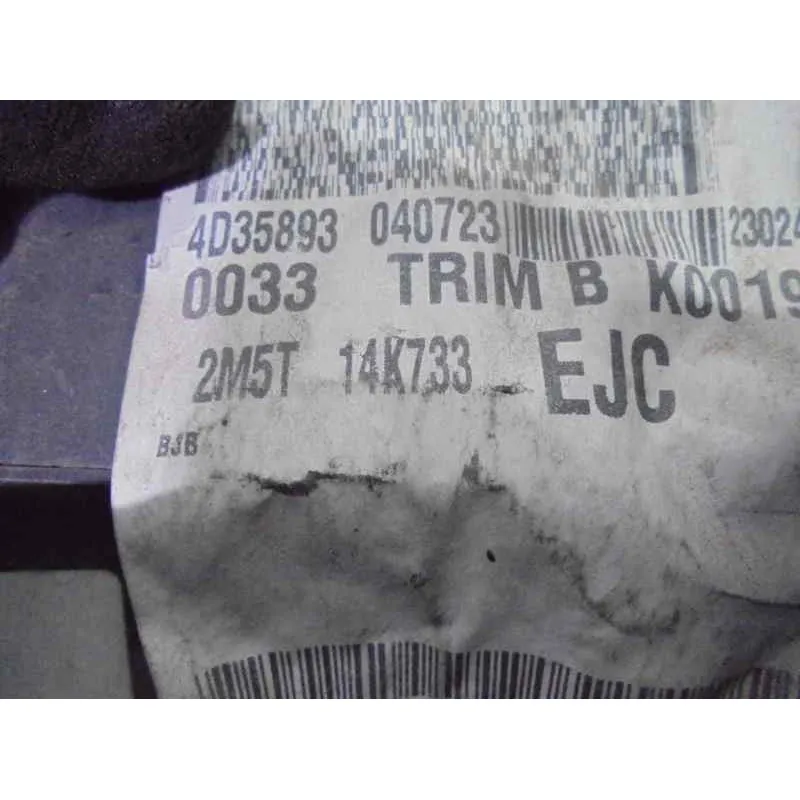 4D35893 040723 23024
0033 TRIM B K0019
2M5T 14K733 EJC
BJB